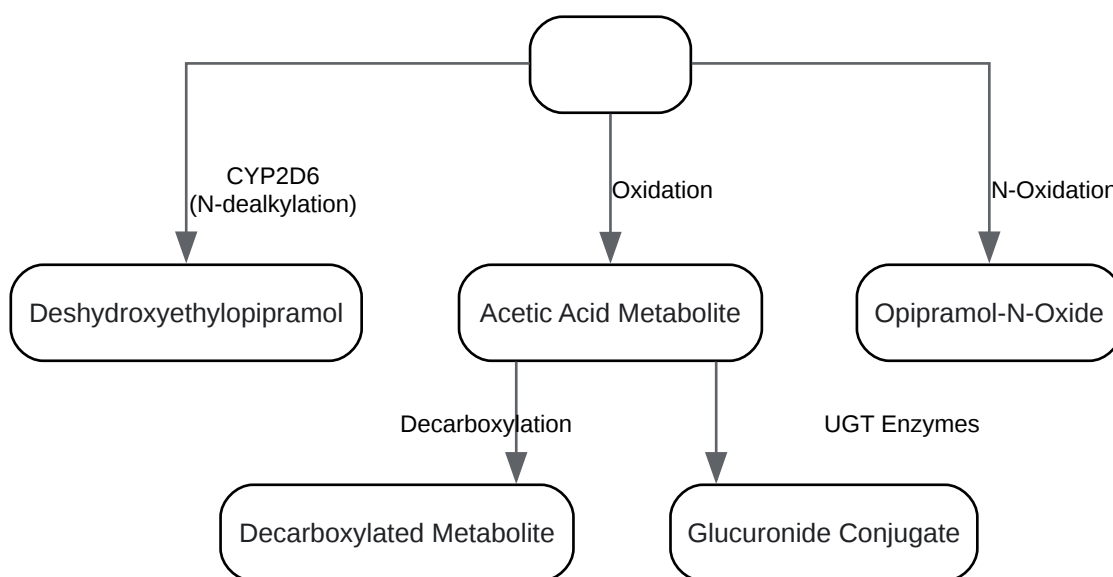 CYP2D6
(N-dealkylation)
Oxidation
N-Oxidation
Deshydroxyethylopipramol
Acetic Acid Metabolite
Opipramol-N-Oxide
Decarboxylation
UGT Enzymes
Decarboxylated Metabolite
Glucuronide Conjugate